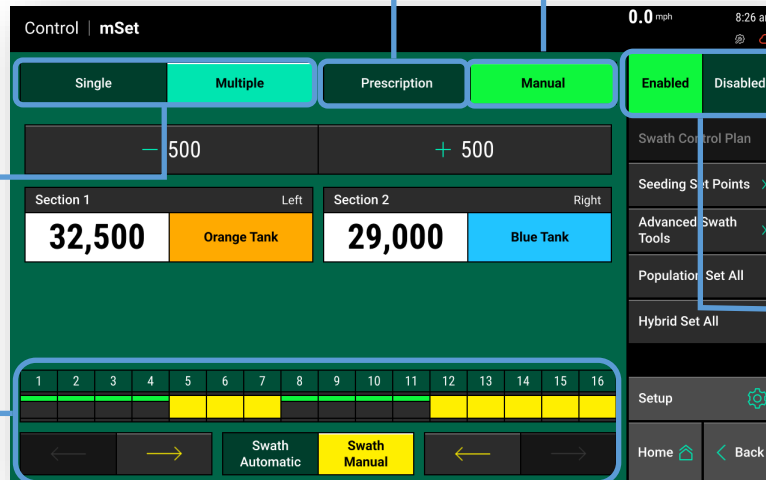 Control | mSet
0.0 mph
8:26 am
Single
Multiple
Prescription
Manual
Enabled
Disabled
− 500
+ 500
Swath Control Plan
Seeding Set Points
Section 1 Left
Section 2 Right
32,500
Orange Tank
29,000
Blue Tank
Advanced Swath
Tools
Population Set All
Hybrid Set All
1 2 3 4 5 6 7 8 9 10 11 12 13 14 15 16
Setup
Swath
Automatic
Swath
Manual
Home
Back